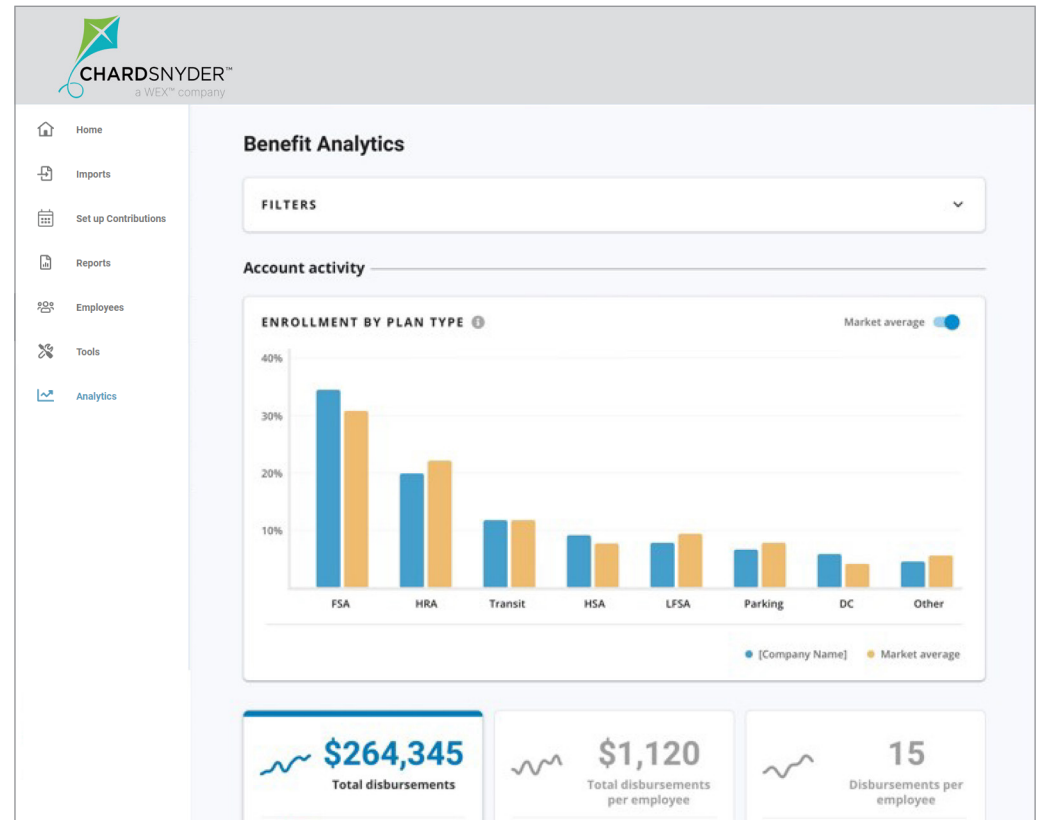 CHARDSNYDER™
a WEX™ company
Home
Imports
Set up Contributions
Reports
Employees
Tools
Analytics
Benefit Analytics
FILTERS
Account activity
ENROLLMENT BY PLAN TYPE
Market average
40%
30%
20%
10%
FSA HRA Transit HSA LFSA Parking DC Other
[Company Name] Market average
$264,345
Total disbursements
$1,120
Total disbursements
per employee
15
Disbursements per
employee